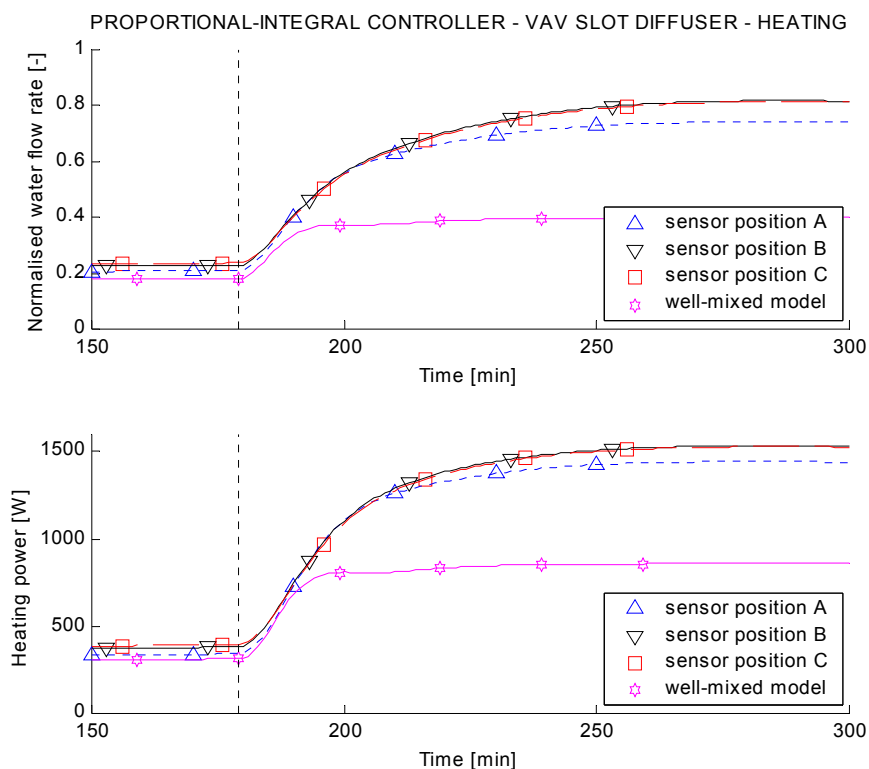 PROPORTIONAL-INTEGRAL CONTROLLER - VAV SLOT DIFFUSER - HEATING
Normalised water flow rate [-]
1
0.8
0.6
0.4
0.2
0
150
200
250
300
Time [min]
sensor position A
sensor position B
sensor position C
well-mixed model
Heating power [W]
1500
1000
500
0
150
200
250
300
Time [min]
sensor position A
sensor position B
sensor position C
well-mixed model